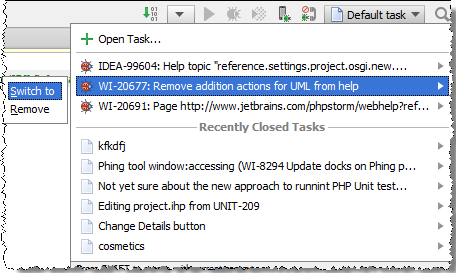 Default task
Open Task...
IDEA-99604: Help topic "reference.settings.project.osgi.new....
Switch to
WI-20677: Remove addition actions for UML from help
Remove
WI-20691: Page http://www.jetbrains.com/phpstorm/webhelp?ref...
Recently Closed Tasks
kfkdfj
Phing tool window:accessing (WI-8294 Update docks on Phing p...
Not yet sure about the new approach to runnint PHP Unit test...
Editing project.ihp from UNIT-209
Change Details button
cosmetics